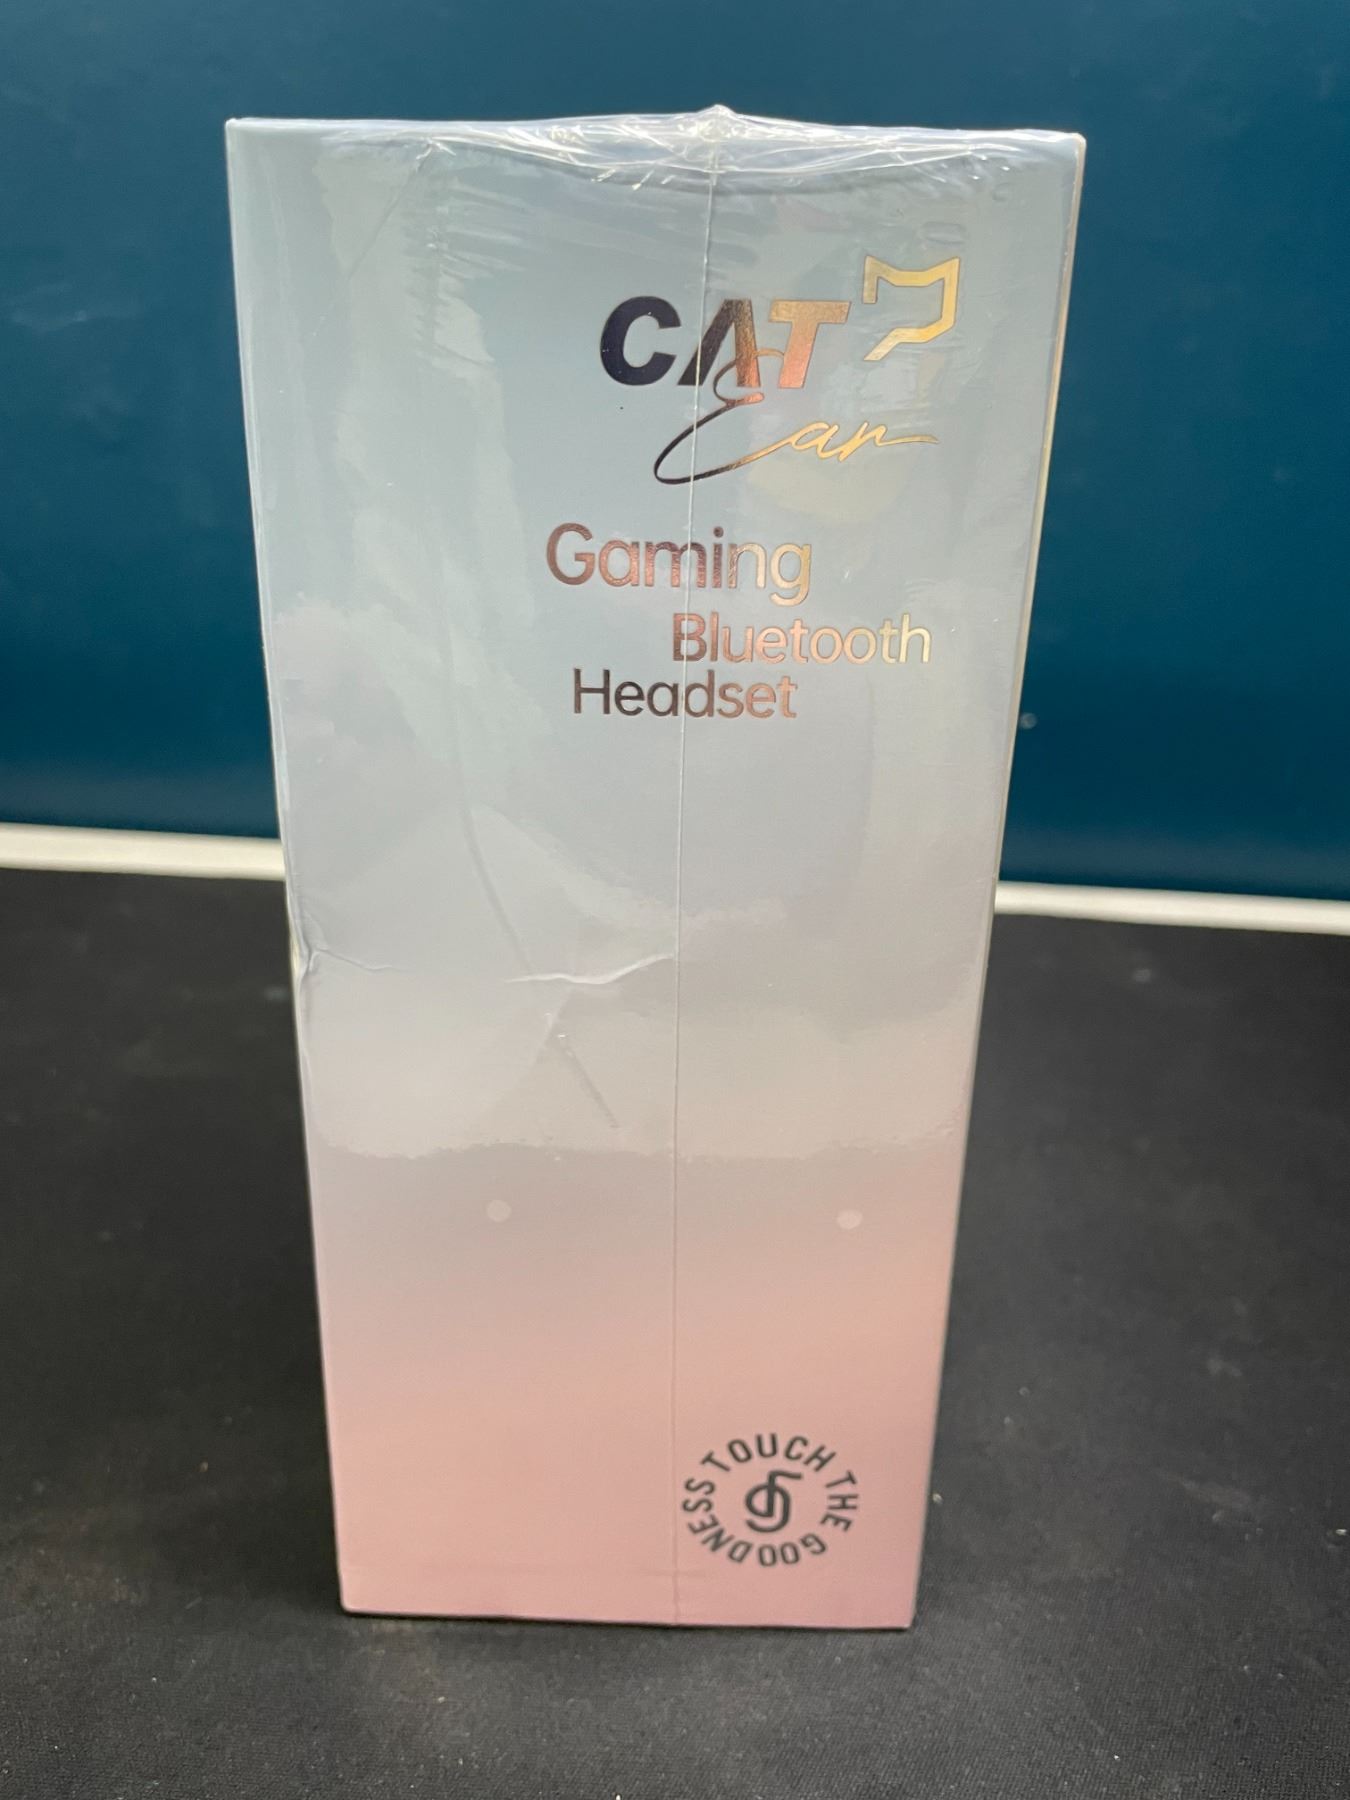 CAT
Ear
Gaming
Bluetooth
Headset
TOUCH THE GOODNESS